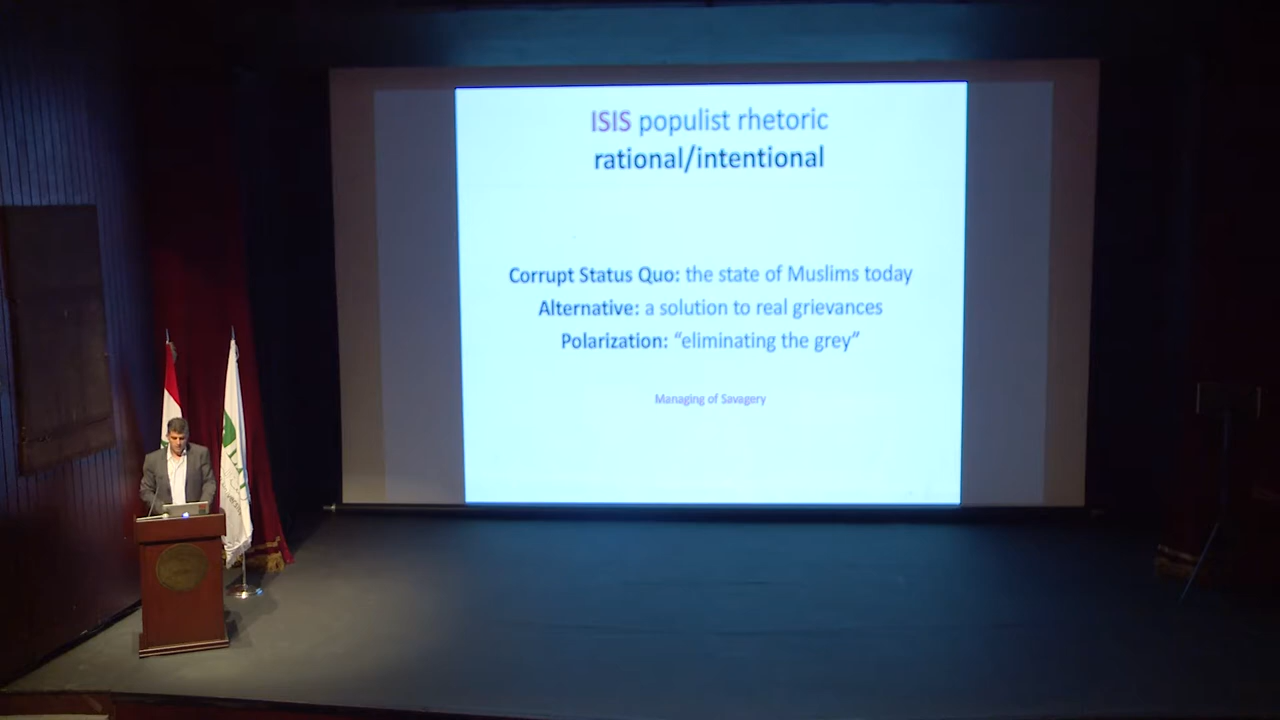 ISIS populist rhetoric
rational/intentional
Corrupt Status Quo: the state of Muslims today
Alternative: a solution to real grievances
Polarization: “eliminating the grey”
Managing of Savagery